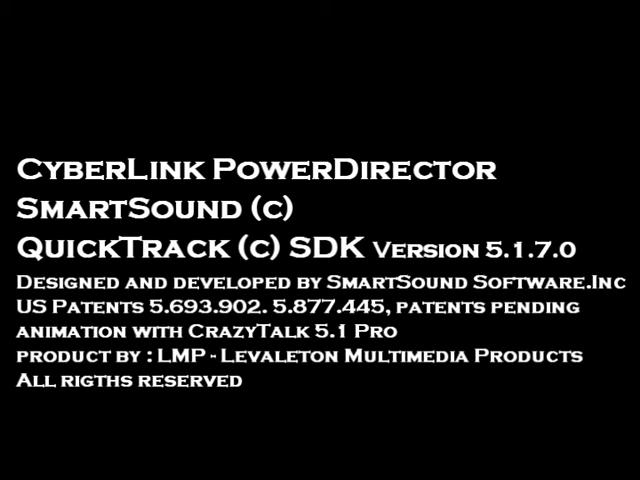 CyberLink PowerDirector
SmartSound (c)
QuickTrack (c) SDK Version 5.1.7.0
Designed and developed by SmartSound Software.Inc
US Patents 5.693.902. 5.877.445, patents pending
animation with CrazyTalk 5.1 Pro
product by : LMP - Levaleton Multimedia Products
All rigths reserved